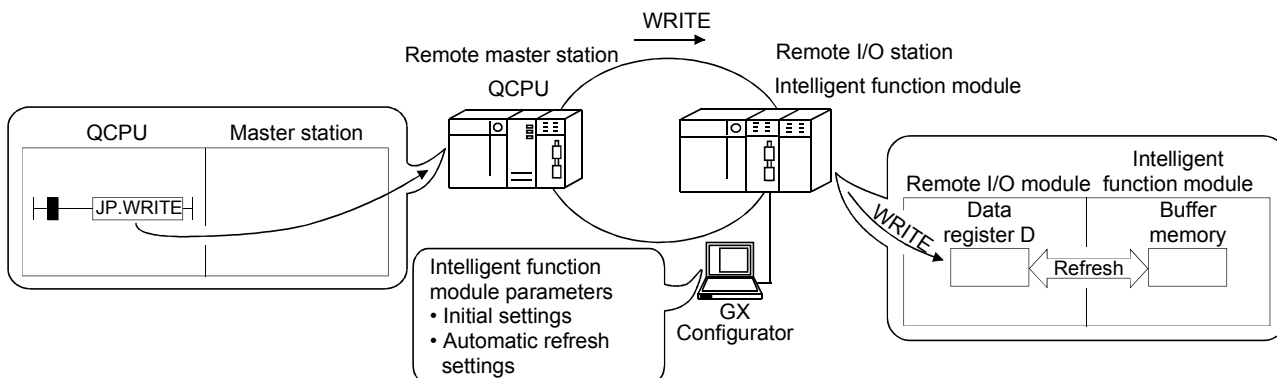 WRITE
Remote master station
QCPU
Remote I/O station
Intelligent function module
QCPU
Master station
JP.WRITE
Intelligent function
module parameters
• Initial settings
• Automatic refresh
settings
GX
Configurator
WRITE
Remote I/O module
Intelligent
function module
Data
register D
Buffer
memory
Refresh